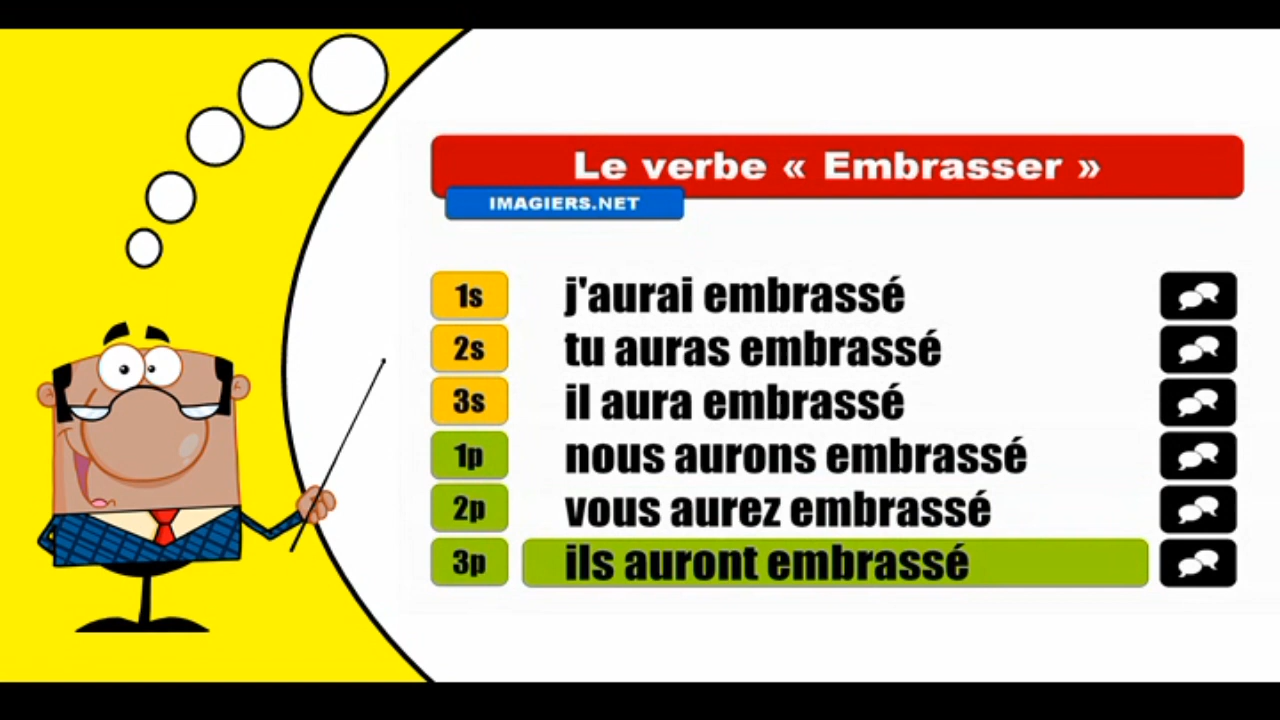 Le verbe « Embrasser »
IMAGIERS.NET
1s j'aurai embrassé
2s tu auras embrassé
3s il aura embrassé
1p nous aurons embrassé
2p vous aurez embrassé
3p ils auront embrassé